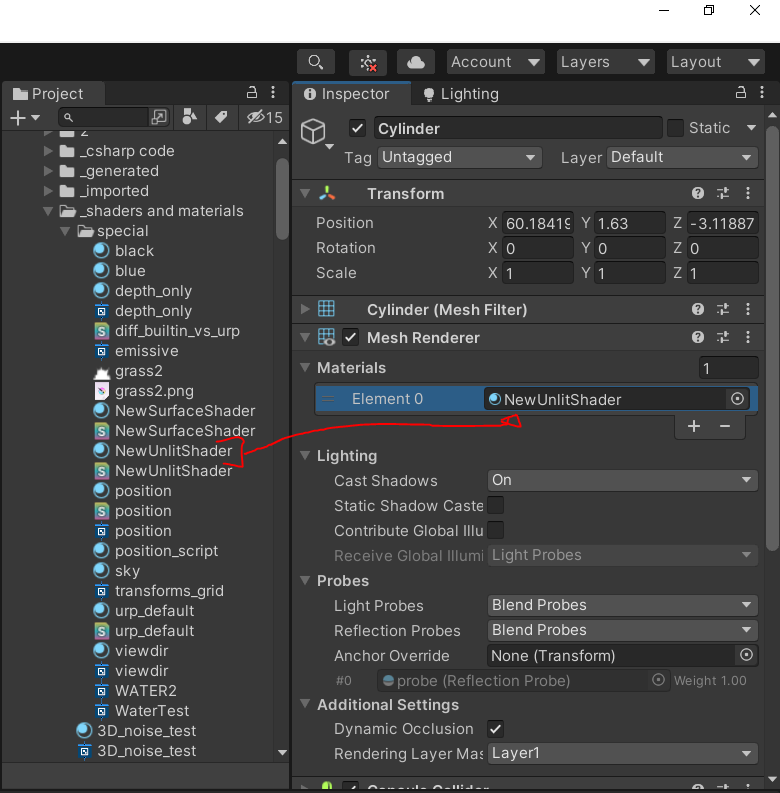 Account
Layers
Layout
Project
15
2
_csharp code
_generated
_imported
_shaders and materials
special
black
blue
depth_only
depth_only
diff_builtin_vs_urp
emissive
grass2
grass2.png
NewSurfaceShader
NewSurfaceShader
NewUnlitShader
NewUnlitShader
position
position
position
position_script
sky
transforms_grid
urp_default
urp_default
viewdir
viewdir
WATER2
WaterTest
3D_noise_test
3D_noise_test
Inspector Lighting
Cylinder Static
Tag Untagged Layer Default
Transform
Position X 60.18419 Y 1.63 Z -3.11887
Rotation X 0 Y 0 Z 0
Scale X 1 Y 1 Z 1
Cylinder (Mesh Filter)
Mesh Renderer
Materials 1
Element 0 NewUnlitShader
Lighting
Cast Shadows On
Static Shadow Caste
Contribute Global Illu
Receive Global Illumi Light Probes
Probes
Light Probes Blend Probes
Reflection Probes Blend Probes
Anchor Override None (Transform)
#0 probe (Reflection Probe) Weight 1.00
Additional Settings
Dynamic Occlusion
Rendering Layer Mas Layer1
Capsule Collider